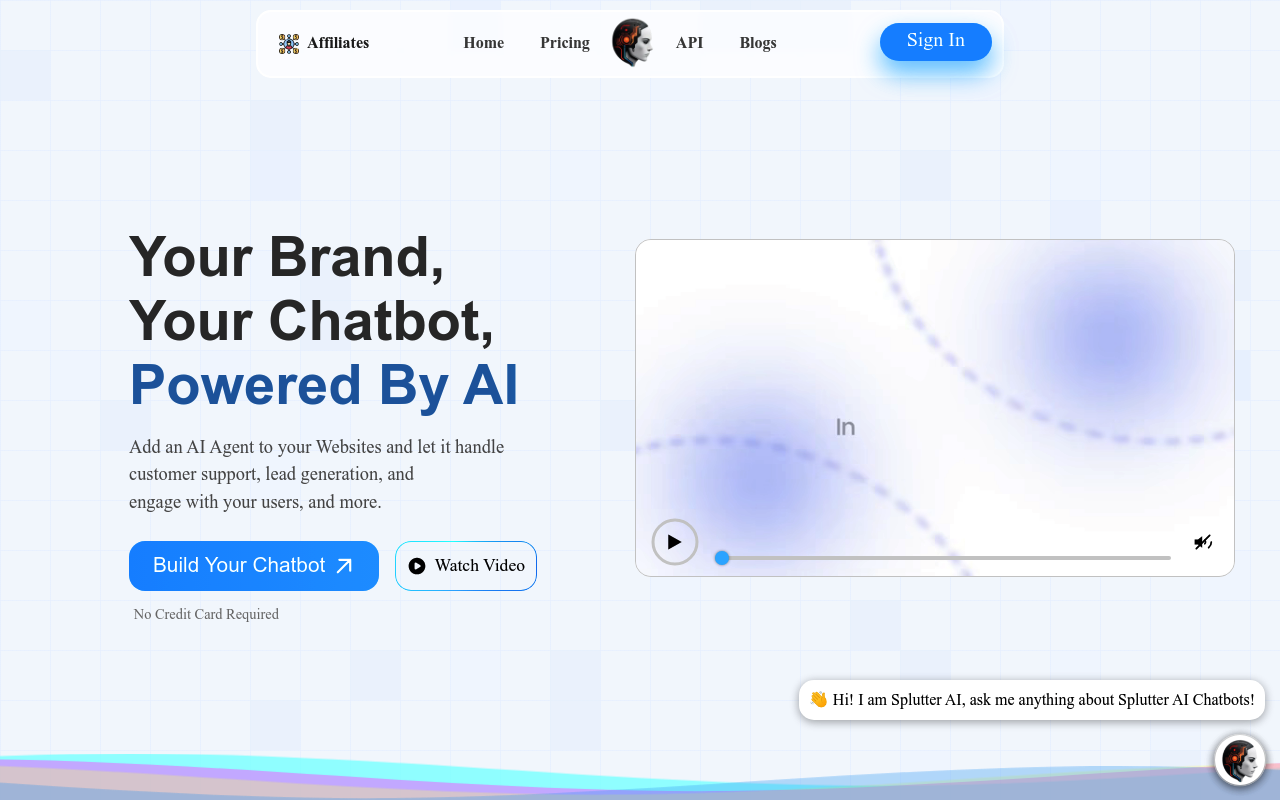 Affiliates
Home
Pricing
API
Blogs
Sign In
Your Brand,
Your Chatbot,
Powered By AI
Add an AI Agent to your Websites and let it handle
customer support, lead generation, and
engage with your users, and more.
Build Your Chatbot
Watch Video
No Credit Card Required
In
👋 Hi! I am Splutter AI, ask me anything about Splutter AI Chatbots!